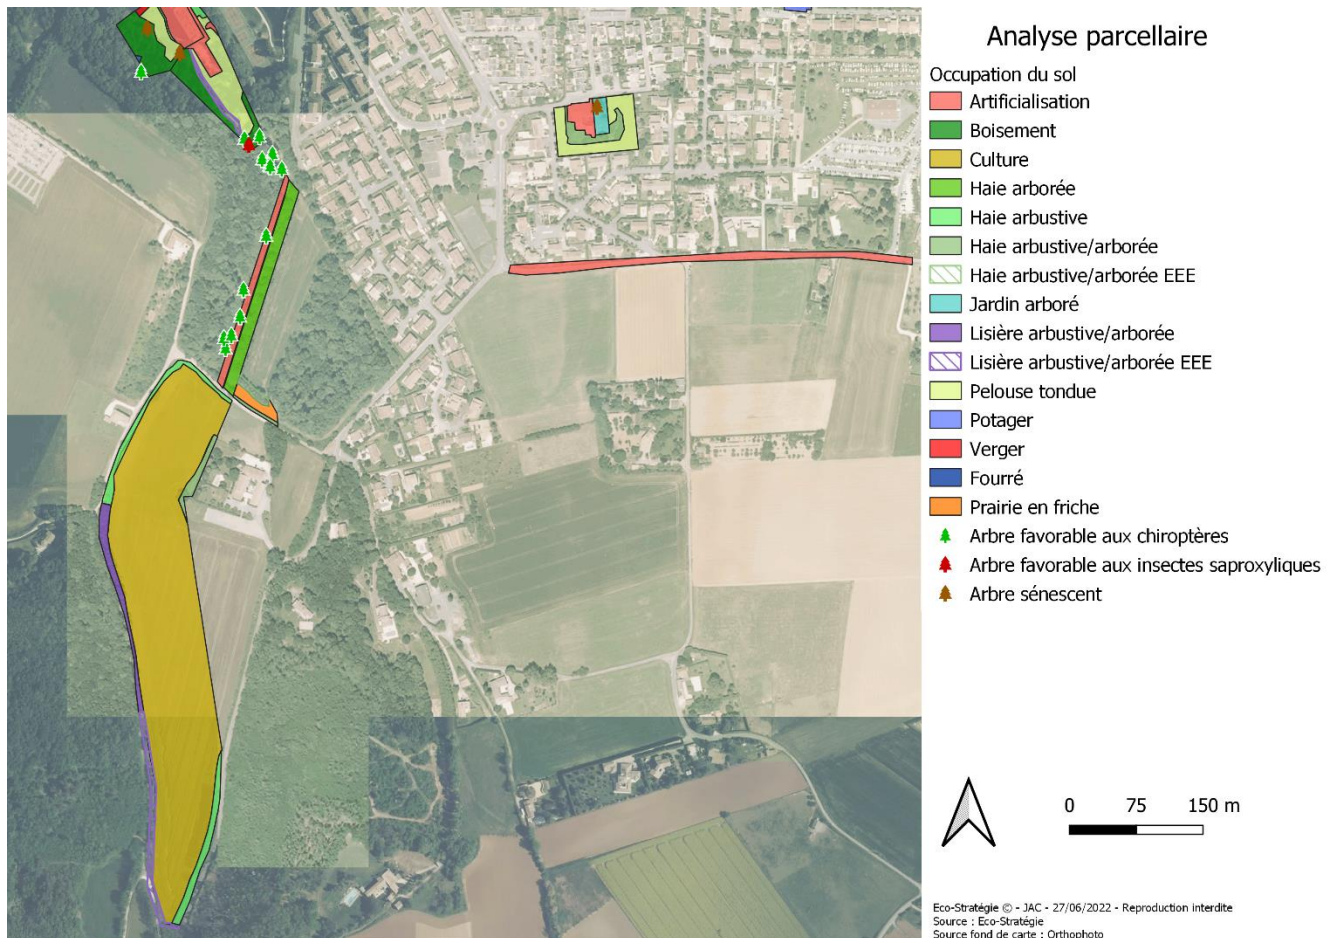 Analyse parcellaire
Occupation du sol
Artificialisation
Boisement
Culture
Haie arborée
Haie arbustive
Haie arbustive/arborée
Haie arbustive/arborée EEE
Jardin arboré
Lisière arbustive/arborée
Lisière arbustive/arborée EEE
Pelouse tondue
Potager
Verger
Fourré
Prairie en friche
Arbre favorable aux chiroptères
Arbre favorable aux insectes saproxyliques
Arbre sénescent
0 75 150 m
Eco-Stratégie © - JAC - 27/06/2022 - Reproduction interdite
Source : Eco-Stratégie
Source fond de carte : Orthophoto